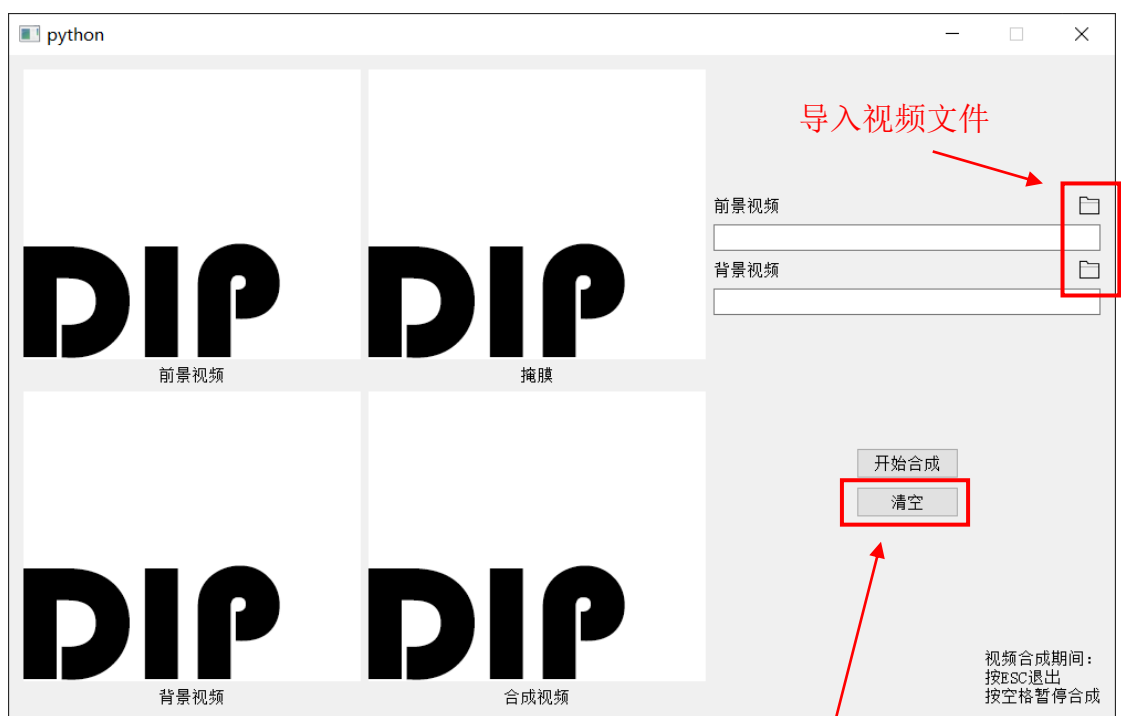 python
导入视频文件
DIP
DIP
前景视频
掩膜
前景视频
背景视频
开始合成
清空
DIP
DIP
背景视频
合成视频
视频合成期间：
按ESC退出
按空格暂停合成